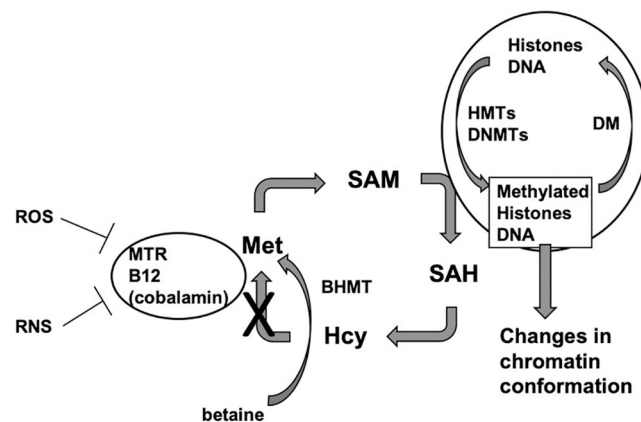 Histones
DNA
HMTs
DNMTs
DM
SAM
Methylated
Histones
DNA
ROS
Met
MTR
B12
(cobalamin)
SAH
BHMT
X
RNS
Hcy
Changes in
chromatin
conformation
betaine